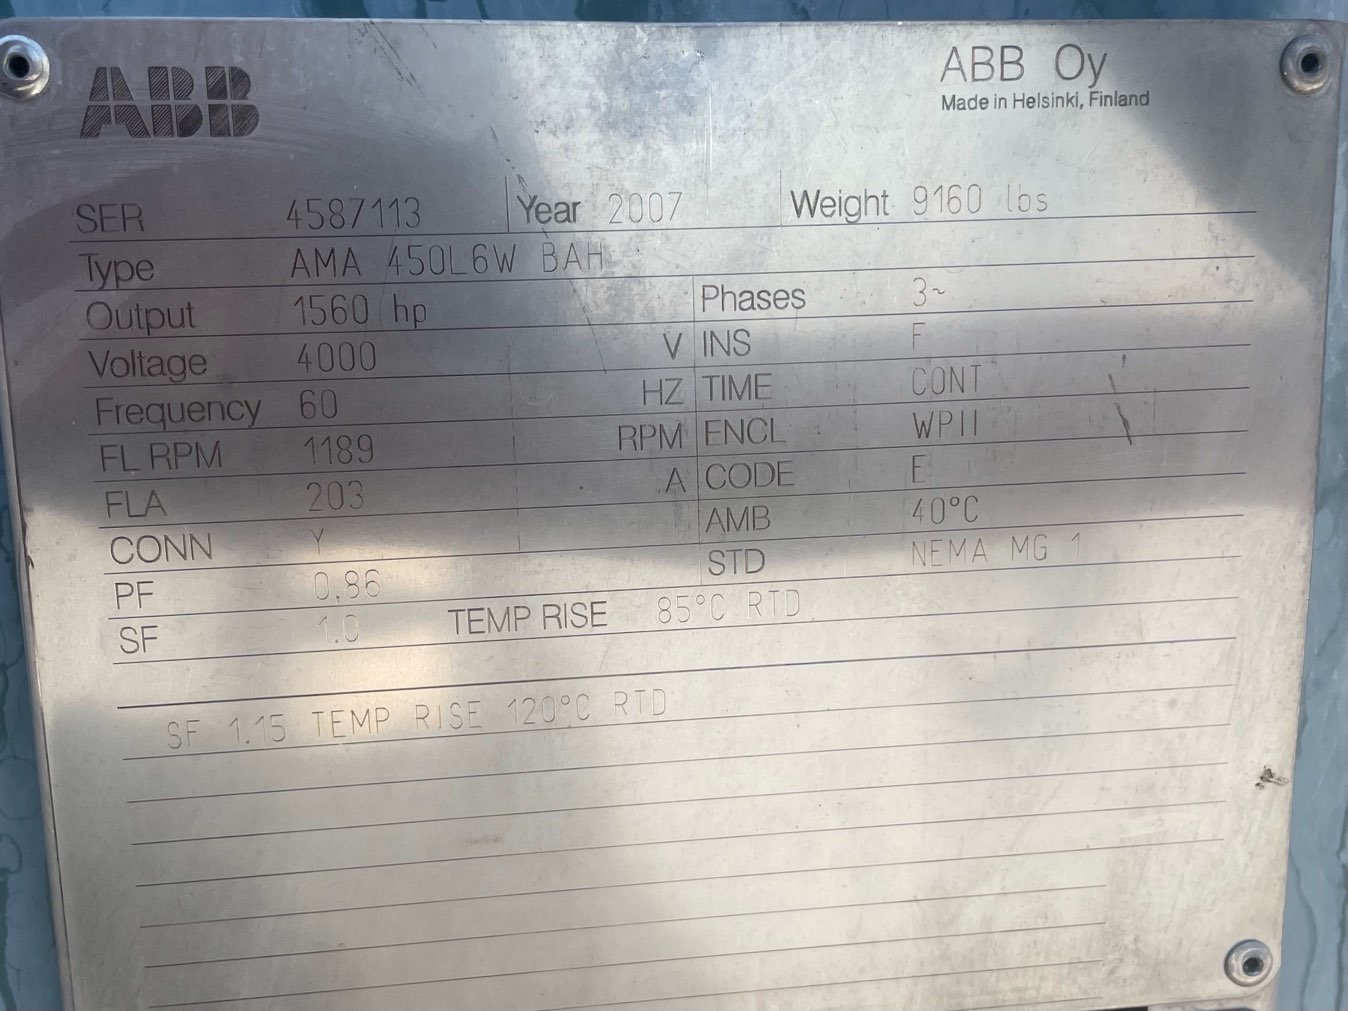 ABB ABB Oy
Made in Helsinki, Finland
SER 4587113 Year 2007 Weight 9160 lbs
Type AMA 450L6W BAH
Output 1560 hp Phases 3~
Voltage 4000 V INS F
Frequency 60 HZ TIME CONT
FL RPM 1189 RPM ENCL WPII
FLA 203 A CODE E
CONN Y AMB 40°C
PF 0.86 STD NEMA MG 1
SF 1.0 TEMP RISE 85°C RTD
SF 1.15 TEMP RISE 120°C RTD